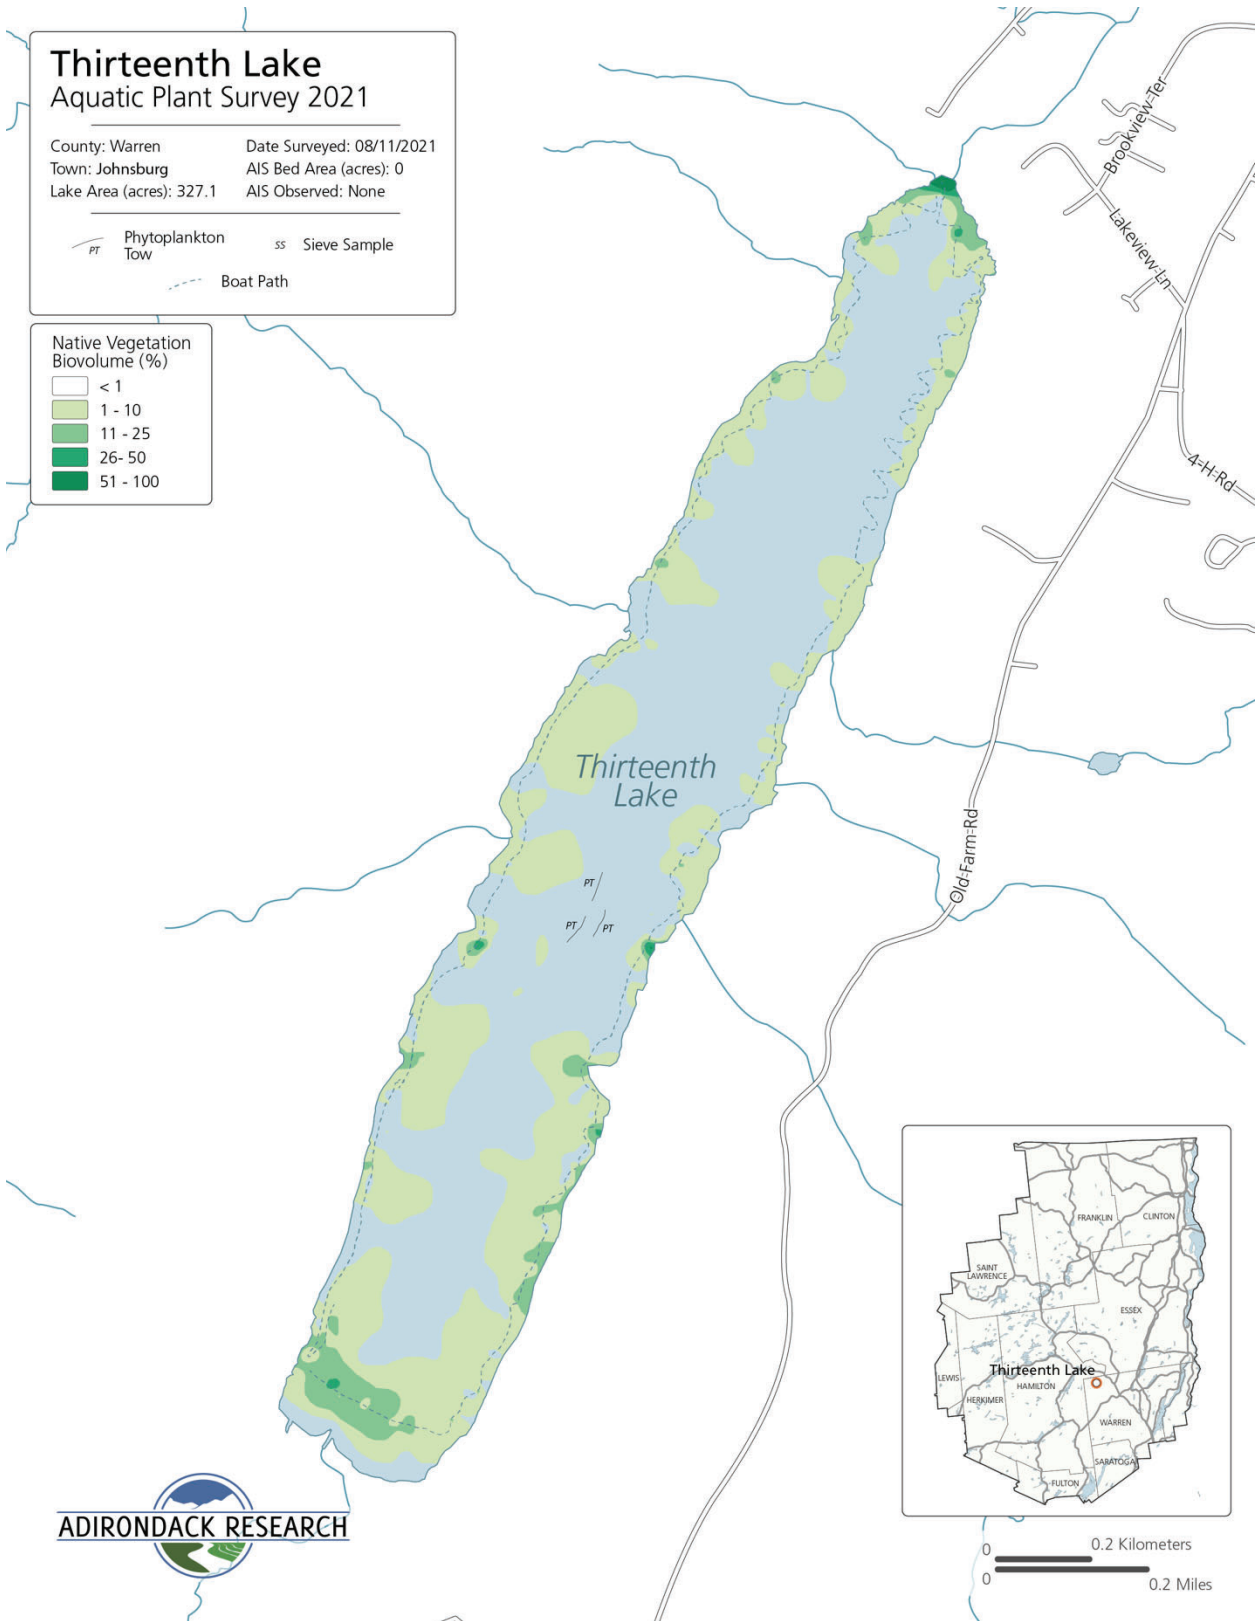 Thirteenth Lake
Aquatic Plant Survey 2021
County: Warren
Date Surveyed: 08/11/2021
Town: Johnsburg
AIS Bed Area (acres): 0
Lake Area (acres): 327.1
AIS Observed: None
PT
Phytoplankton
Tow
SS
Sieve Sample
Boat Path
Native Vegetation
Biovolume (%)
< 1
1 - 10
11 - 25
26- 50
51 - 100
Brookview-Ter
Lakeview-Ln
4-H-Rd
Old-Farm-Rd
Thirteenth
Lake
PT
PT
PT
FRANKLIN
CLINTON
SAINT
LAWRENCE
ESSEX
Thirteenth Lake
LEWIS
HAMILTON
HERKIMER
WARREN
SARATOGA
FULTON
ADIRONDACK RESEARCH
0
0.2 Kilometers
0
0.2 Miles